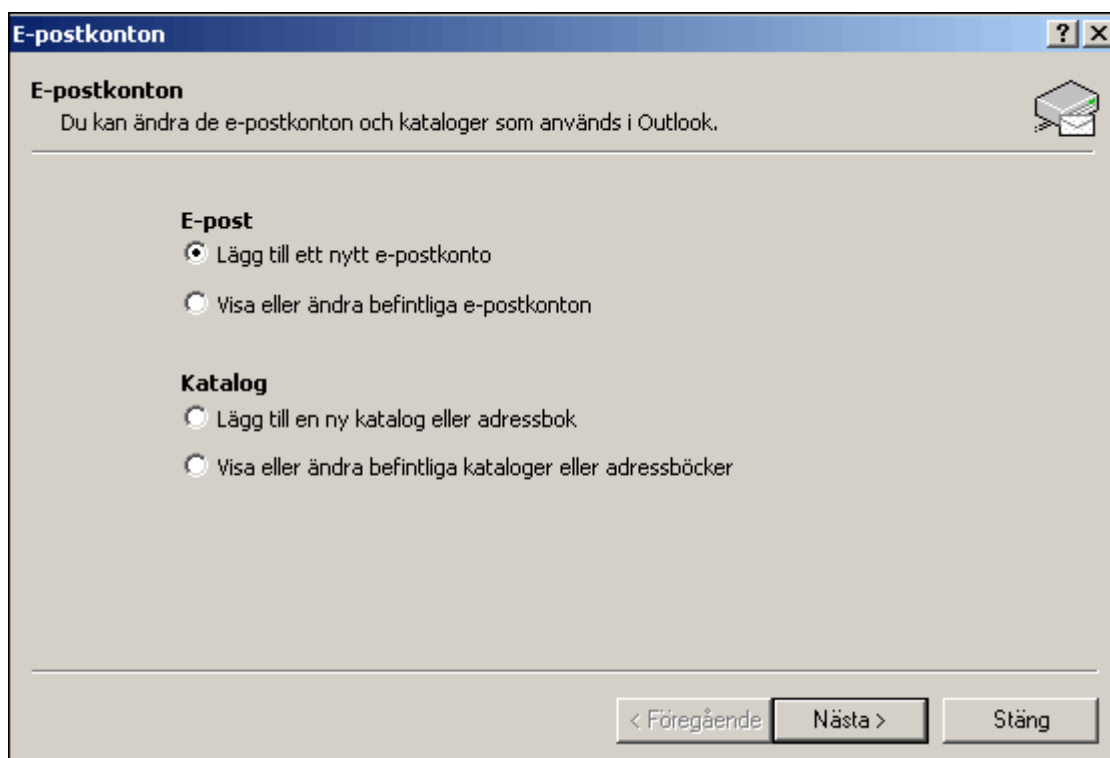 E-postkonton
E-postkonton
Du kan ändra de e-postkonton och kataloger som används i Outlook.
E-post
Lägg till ett nytt e-postkonto
Visa eller ändra befintliga e-postkonton
Katalog
Lägg till en ny katalog eller adressbok
Visa eller ändra befintliga kataloger eller adressböcker
< Föregående Nästa > Stäng